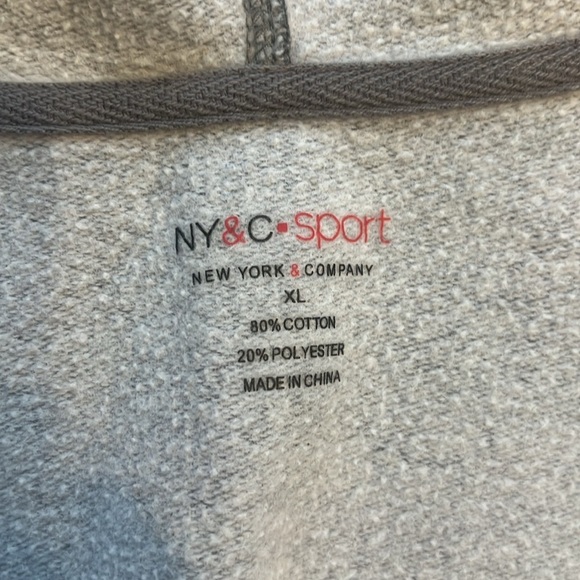 NY&C·Sport
NEW YORK & COMPANY
XL
80% COTTON
20% POLYESTER
MADE IN CHINA